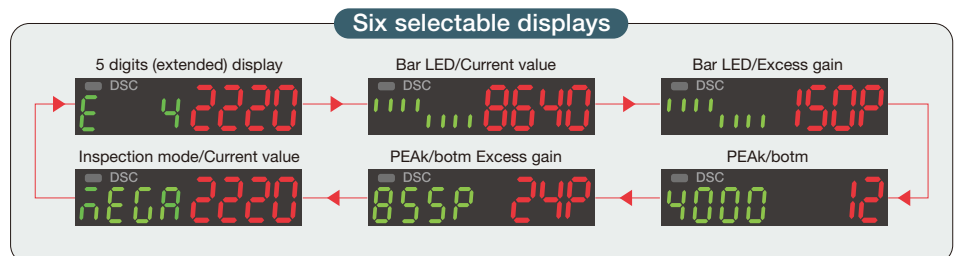 Six selectable displays
5 digits (extended) display
Bar LED/Current value
Bar LED/Excess gain
DSC
E 42220
DSC
8640
DSC
150P
Inspection mode/Current value
PEAk/botm Excess gain
PEAk/botm
DSC
nEGA2220
DSC
855P 24P
DSC
4000 12